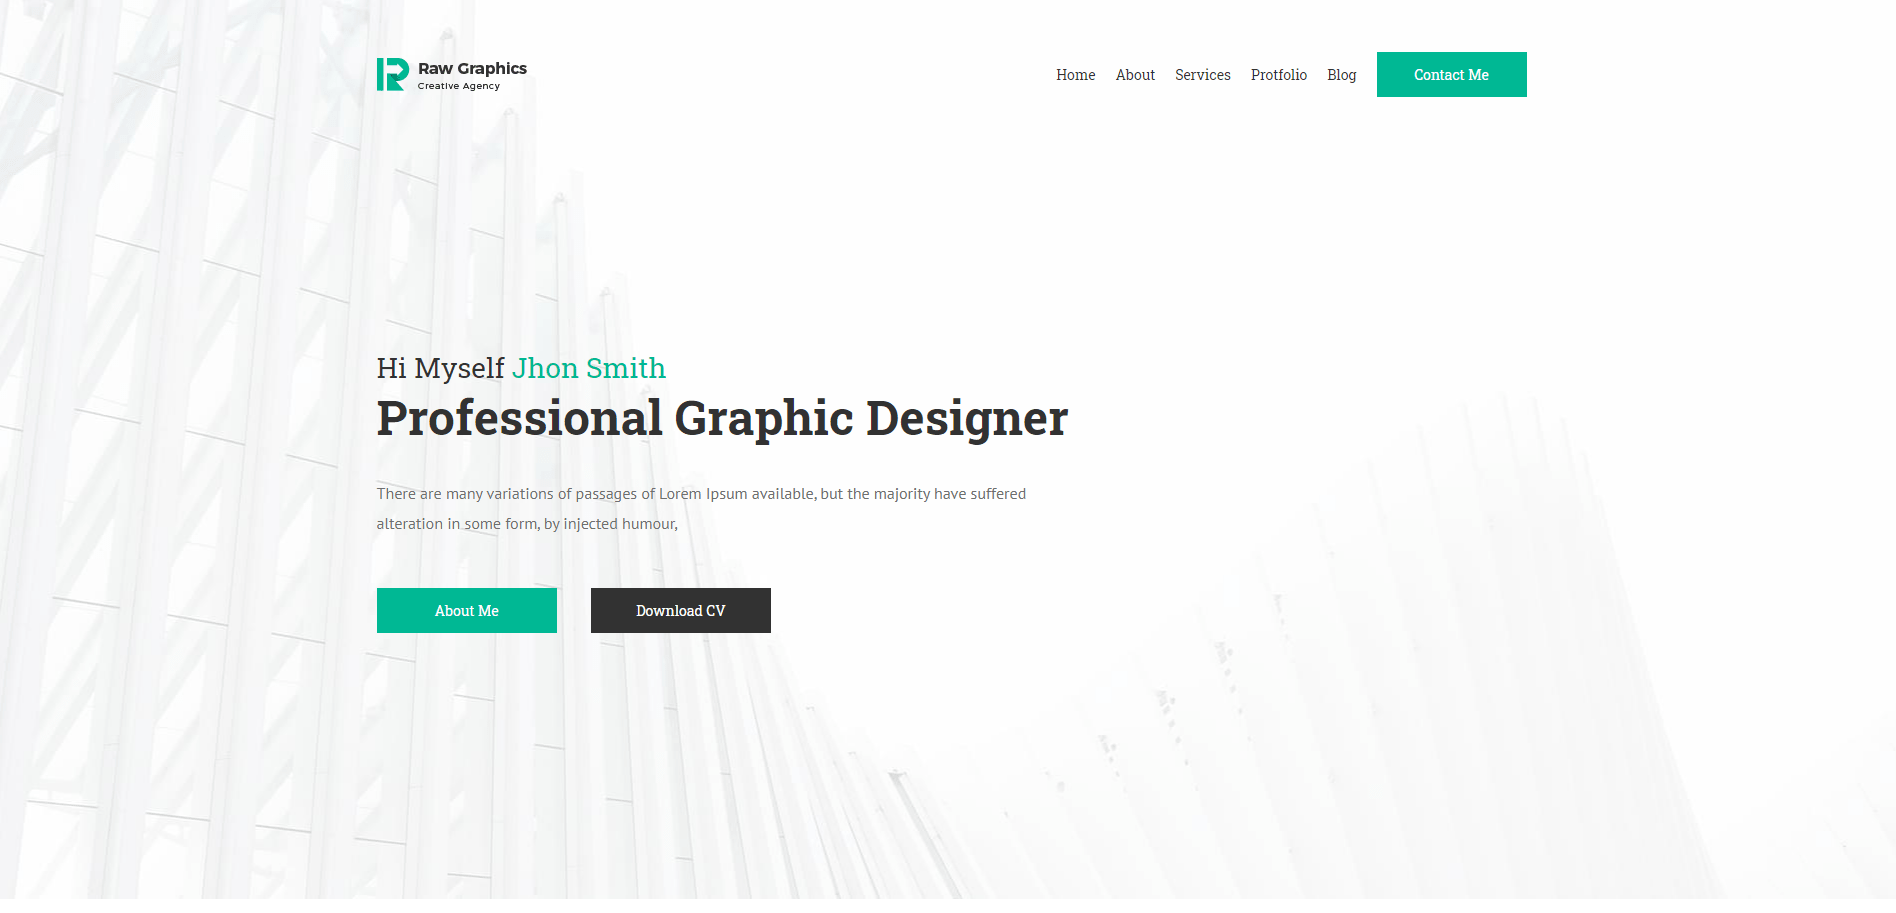 Raw Graphics
Creative Agency
Home About Services Protfolio Blog Contact Me
Hi Myself Jhon Smith
Professional Graphic Designer
There are many variations of passages of Lorem Ipsum available, but the majority have suffered
alteration in some form, by injected humour,
About Me Download CV